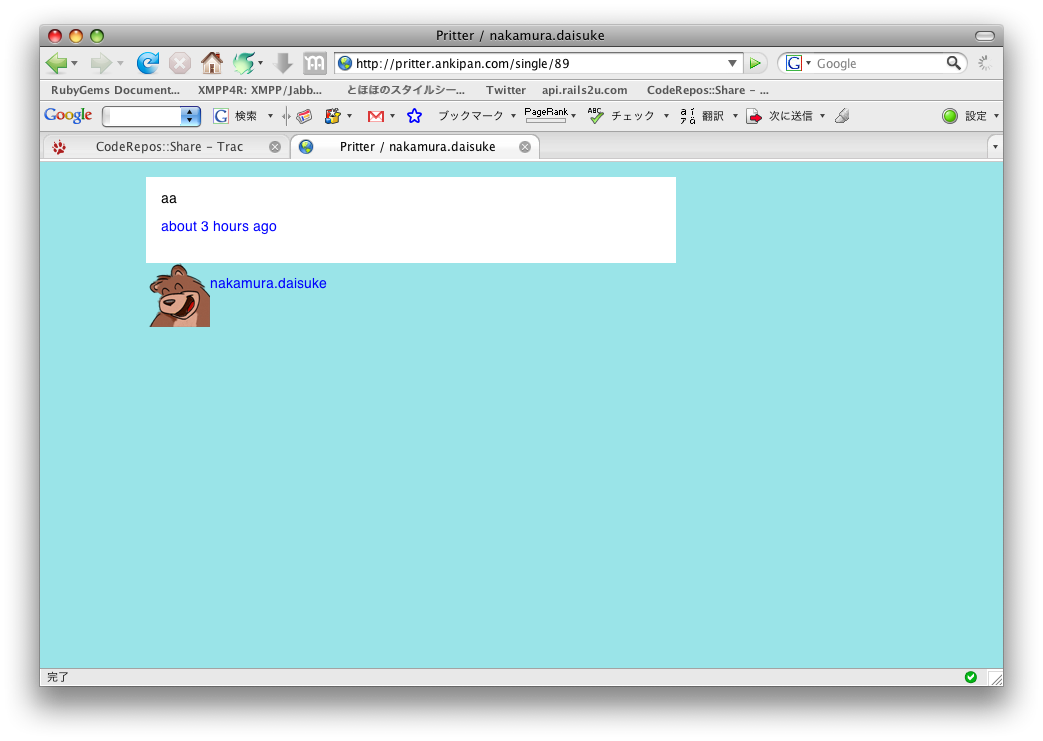 Pritter / nakamura.daisuke
http://pritter.ankipan.com/single/89
G Google
RubyGems Document... XMPP4R: XMPP/Jabb... とほほのスタイルシー... Twitter api.rails2u.com CodeRepos::Share – ...
Google G 検索 ブックマーク PageRank ABC チェック 翻訳 次に送信 設定
CodeRepos::Share – Trac Pritter / nakamura.daisuke
aa
about 3 hours ago
nakamura.daisuke
完了